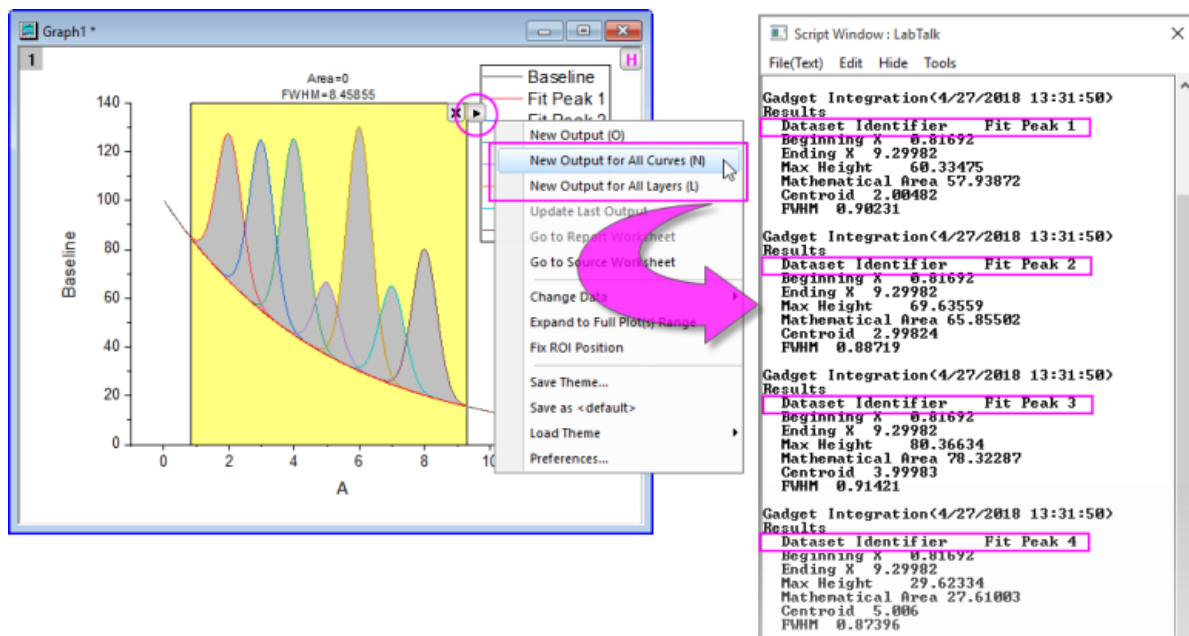 Graph1 *
1
H
Area=0
FWHM=8.45855
Baseline
Fit Peak 1
140
120
100
80
60
40
20
0
Baseline
0
2
4
6
8
10
A
New Output (O)
New Output for All Curves (N)
New Output for All Layers (L)
Update Last Output
Go to Report Worksheet
Go to Source Worksheet
Change Data
Expand to Full Plot(s) Range
Fix ROI Position
Save Theme...
Save as <default>
Load Theme
Preferences...
Script Window : LabTalk
File(Text) Edit Hide Tools
Gadget Integration(4/27/2018 13:31:50)
Results
Dataset Identifier Fit Peak 1
Beginning X 0.81692
Ending X 9.29982
Max Height 60.33475
Mathematical Area 57.93872
Centroid 2.00482
FWHM 0.90231
Gadget Integration(4/27/2018 13:31:50)
Results
Dataset Identifier Fit Peak 2
Beginning X 0.81692
Ending X 9.29982
Max Height 69.63559
Mathematical Area 65.85502
Centroid 2.99824
FWHM 0.88719
Gadget Integration(4/27/2018 13:31:50)
Results
Dataset Identifier Fit Peak 3
Beginning X 0.81692
Ending X 9.29982
Max Height 80.36634
Mathematical Area 78.32287
Centroid 3.99983
FWHM 0.91421
Gadget Integration(4/27/2018 13:31:50)
Results
Dataset Identifier Fit Peak 4
Beginning X 0.81692
Ending X 9.29982
Max Height 29.62334
Mathematical Area 27.61003
Centroid 5.006
FWHM 0.87396